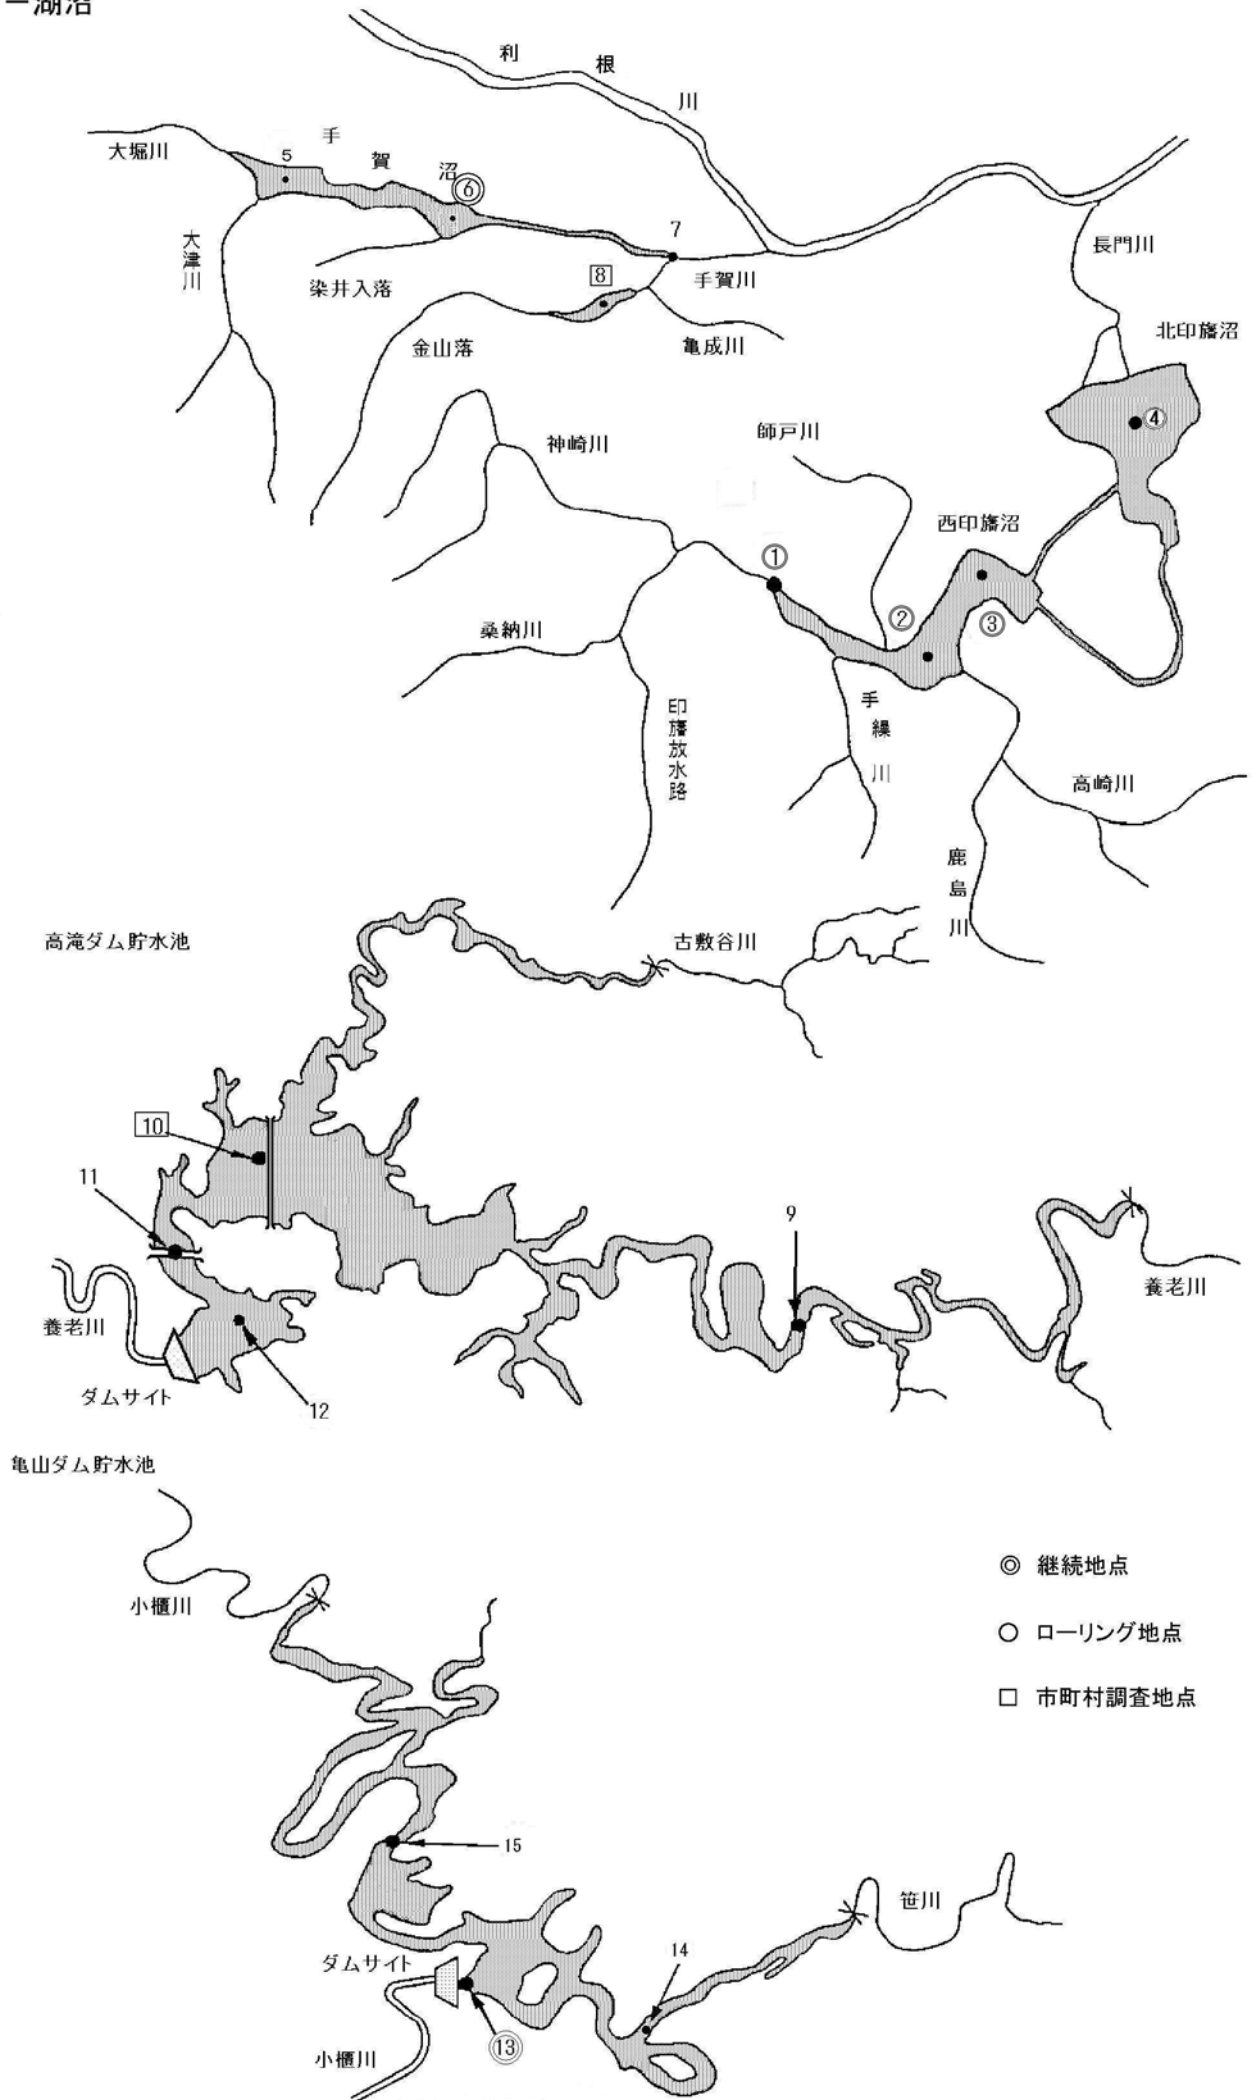 ー湖沼
利根川
大堀川
手賀沼
5
⑥
7
大津川
染井入落
8
手賀川
長門川
金山落
亀成川
北印旛沼
神崎川
師戸川
④
西印旛沼
①
②
③
桑納川
印旛放水路
手繰川
高崎川
鹿島川
高滝ダム貯水池
古敷谷川
10
11
9
養老川
養老川
ダムサイト
12
亀山ダム貯水池
◎ 継続地点
小櫃川
○ ローリング地点
□ 市町村調査地点
15
笹川
ダムサイト
14
⑬
小櫃川